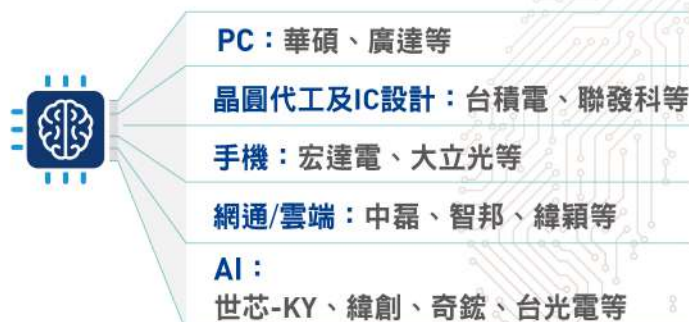 PC：華碩、廣達等
晶圓代工及IC設計：台積電、聯發科等
手機：宏達電、大立光等
網通/雲端：中磊、智邦、緯穎等
AI：
世芯-KY、緯創、奇鋐、台光電等